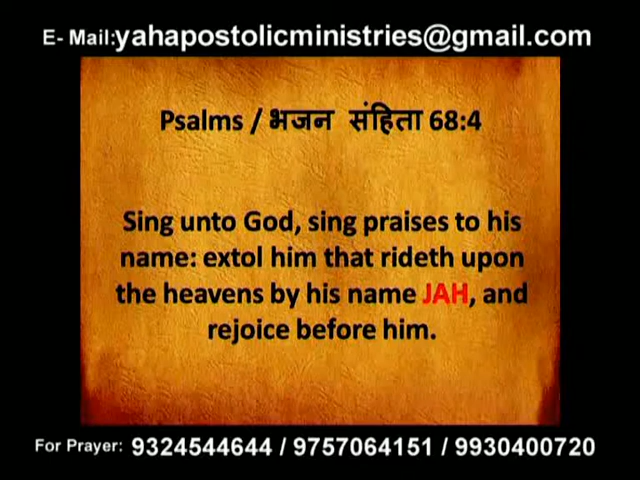 E- Mail:yahapostolicministries@gmail.com
Psalms / भजन संहिता 68:4
Sing unto God, sing praises to his
name: extol him that rideth upon
the heavens by his name JAH, and
rejoice before him.
For Prayer: 9324544644 / 9757064151 / 9930400720